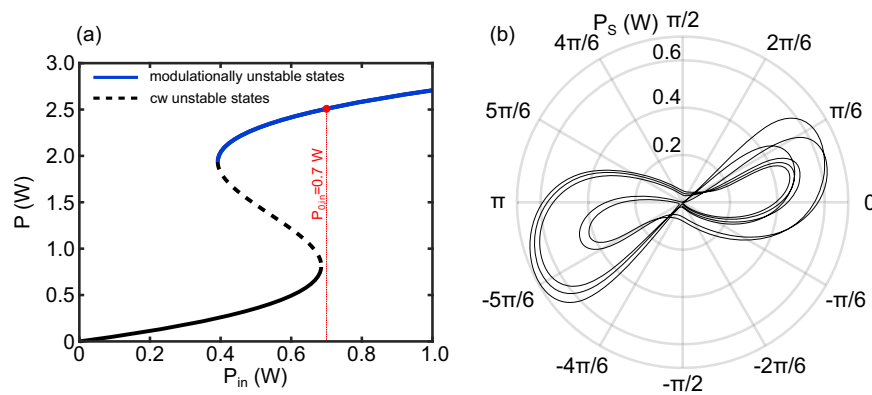 (a)
3.0
2.5
2.0
1.5
1.0
0.5
0
P (W)
modulationally unstable states
cw unstable states
P0,in=0.7 W
0
0.2
0.4
0.6
0.8
1.0
Pin (W)
(b)
PS (W)
π/2
4π/6
2π/6
0.6
5π/6
0.4
π/6
0.2
π
0
-5π/6
-π/6
-4π/6
-2π/6
-π/2